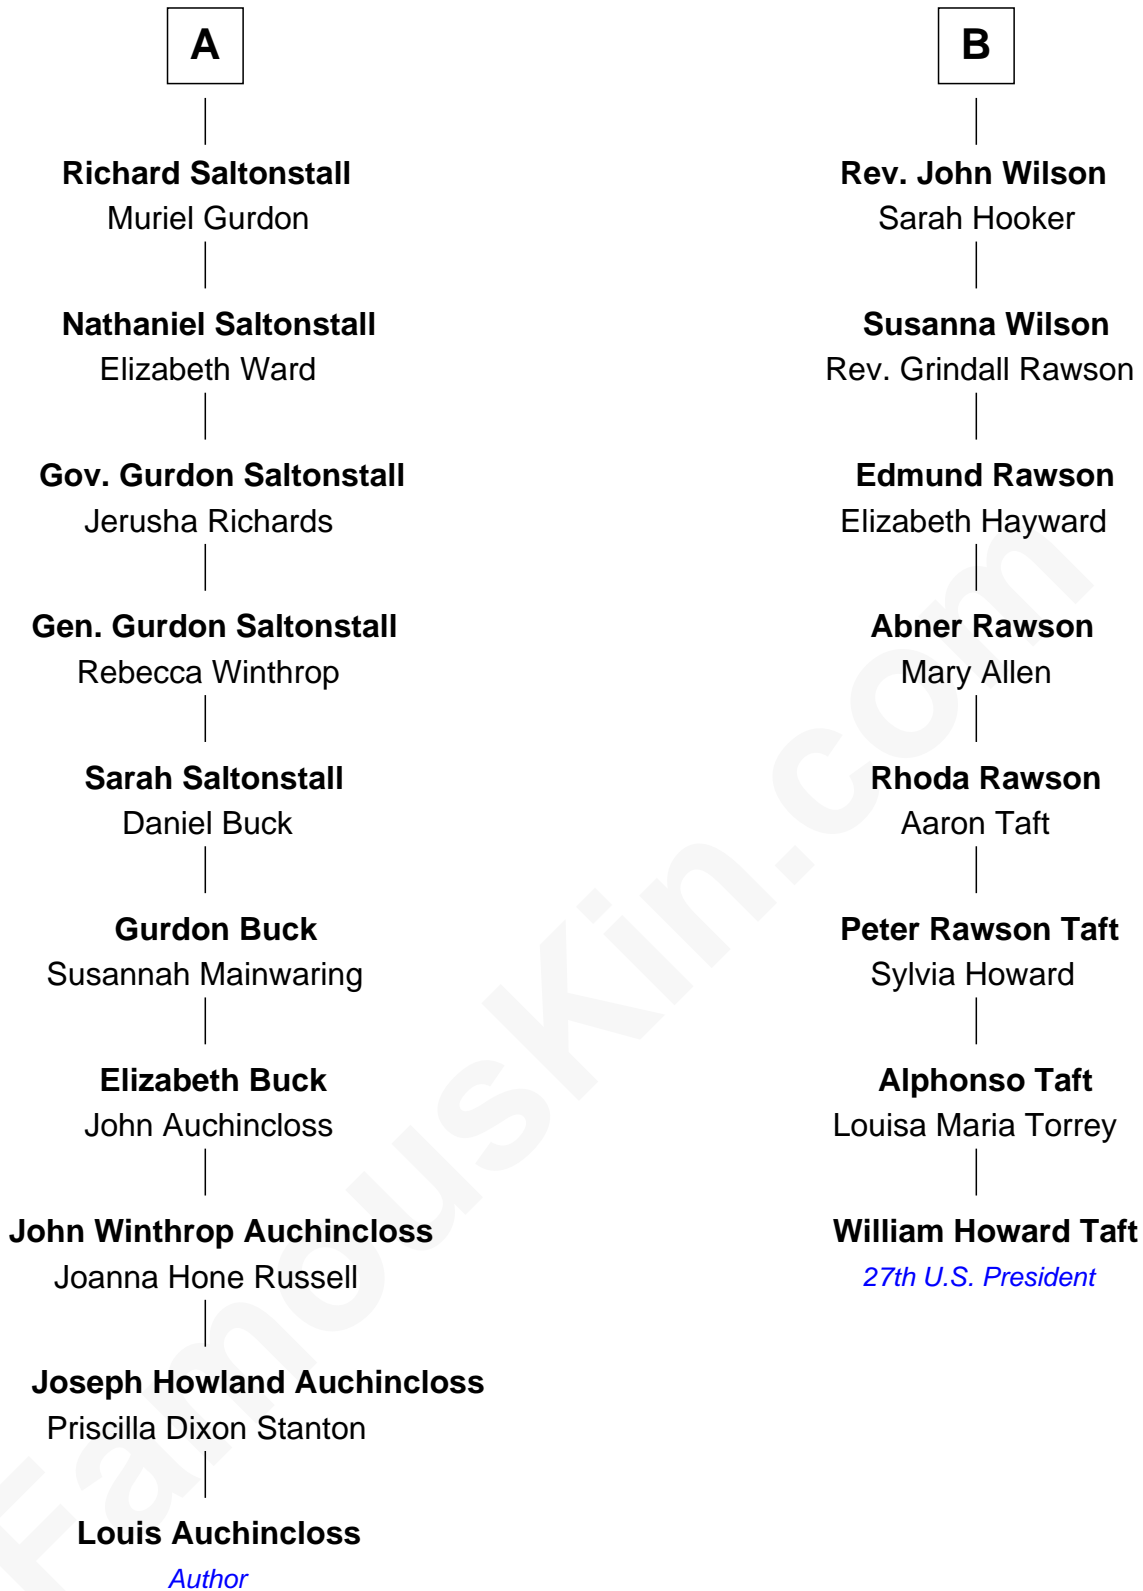 A
Richard Saltonstall
Muriel Gurdon
Nathaniel Saltonstall
Elizabeth Ward
Gov. Gurdon Saltonstall
Jerusha Richards
Gen. Gurdon Saltonstall
Rebecca Winthrop
Sarah Saltonstall
Daniel Buck
Gurdon Buck
Susannah Mainwaring
Elizabeth Buck
John Auchincloss
John Winthrop Auchincloss
Joanna Hone Russell
Joseph Howland Auchincloss
Priscilla Dixon Stanton
Louis Auchincloss
Author
B
Rev. John Wilson
Sarah Hooker
Susanna Wilson
Rev. Grindall Rawson
Edmund Rawson
Elizabeth Hayward
Abner Rawson
Mary Allen
Rhoda Rawson
Aaron Taft
Peter Rawson Taft
Sylvia Howard
Alphonso Taft
Louisa Maria Torrey
William Howard Taft
27th U.S. President
FamousKin.com